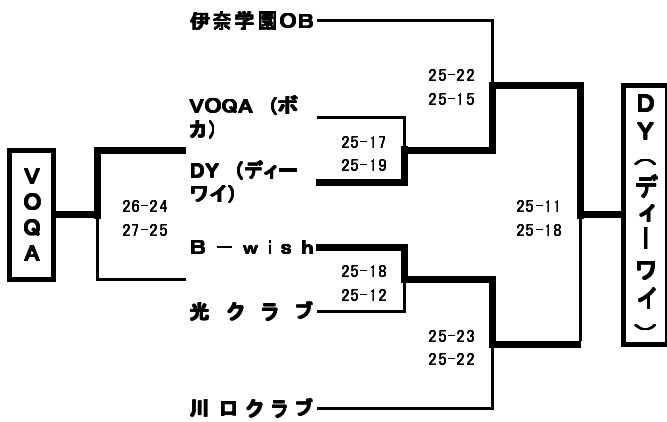 伊奈学園OB
25-22
25-15
VOQA（ボ
カ）
25-17
25-19
DY（ディー
ワイ）
VOQA
26-24
27-25
25-11
25-18
DY（ディーワイ）
B－wish
25-18
25-12
光クラブ
25-23
25-22
川口クラブ